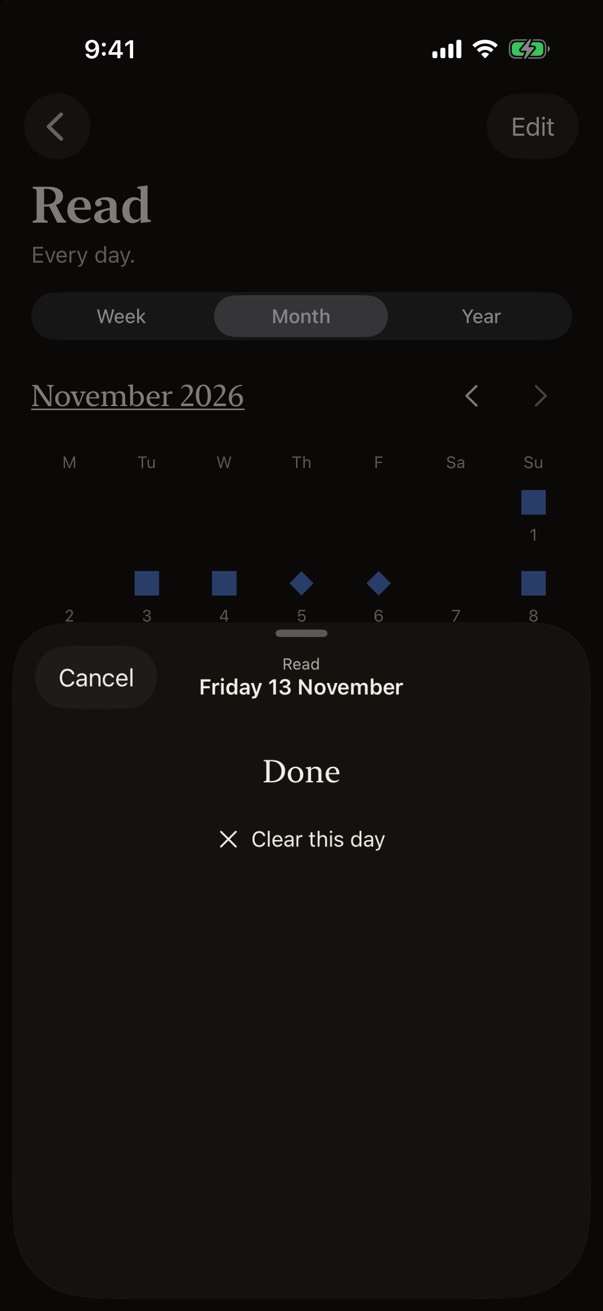 9:41
Edit
Read
Every day.
Week Month Year
November 2026
M Tu W Th F Sa Su
1
2 3 4 5 6 7 8
Cancel
Read
Friday 13 November
Done
Clear this day